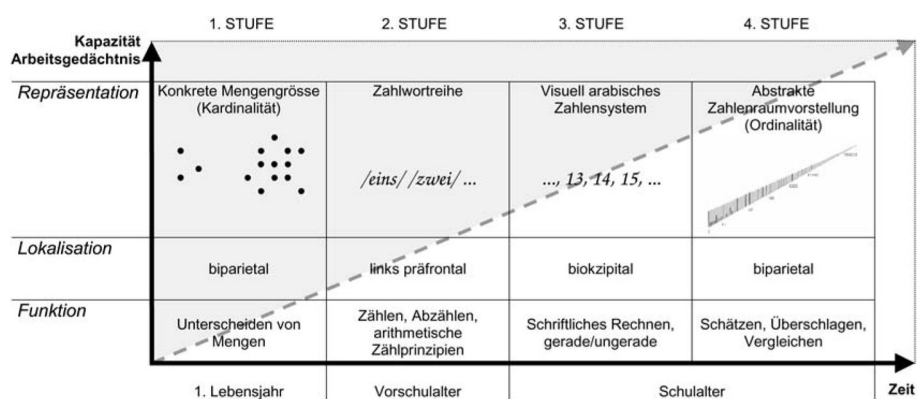 1. STUFE 2. STUFE 3. STUFE 4. STUFE
Kapazität
Arbeitsgedächtnis
Repräsentation
Konkrete Mengengrösse
(Kardinalität)
Zahlwortreihe
/eins/ /zwei/ ...
Visuell arabisches
Zahlensystem
..., 13, 14, 15, ...
Abstrakte
Zahlenraumvorstellung
(Ordinalität)
Lokalisation
biparietal
links präfrontal
biokzipital
biparietal
Funktion
Unterscheiden von
Mengen
Zählen, Abzählen,
arithmetische
Zählprinzipien
Schriftliches Rechnen,
gerade/ungerade
Schätzen, Überschlagen,
Vergleichen
1. Lebensjahr
Vorschulalter
Schulalter
Zeit